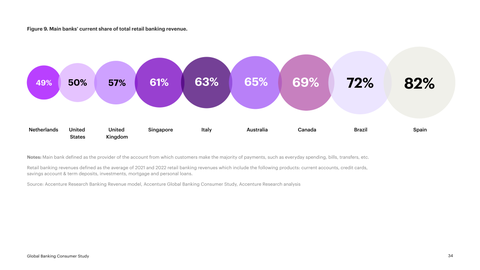 Figure 9. Main banks' current share of total retail banking revenue.
49%
50%
57%
61%
63%
65%
69%
72%
82%
Netherlands
United
States
United
Kingdom
Singapore
Italy
Australia
Canada
Brazil
Spain
Notes: Main bank defined as the provider of the account from which customers make the majority of payments, such as everyday spending, bills, transfers, etc.
Retail banking revenues defined as the average of 2021 and 2023 retail banking revenues which include the following products: current accounts, credit cards,
savings account & term deposits, investments, mortgage and personal loans.
Source: Accenture Research Banking Revenue model, Accenture Global Banking Consumer Study, Accenture Research analysis
Global Banking Consumer Study
34